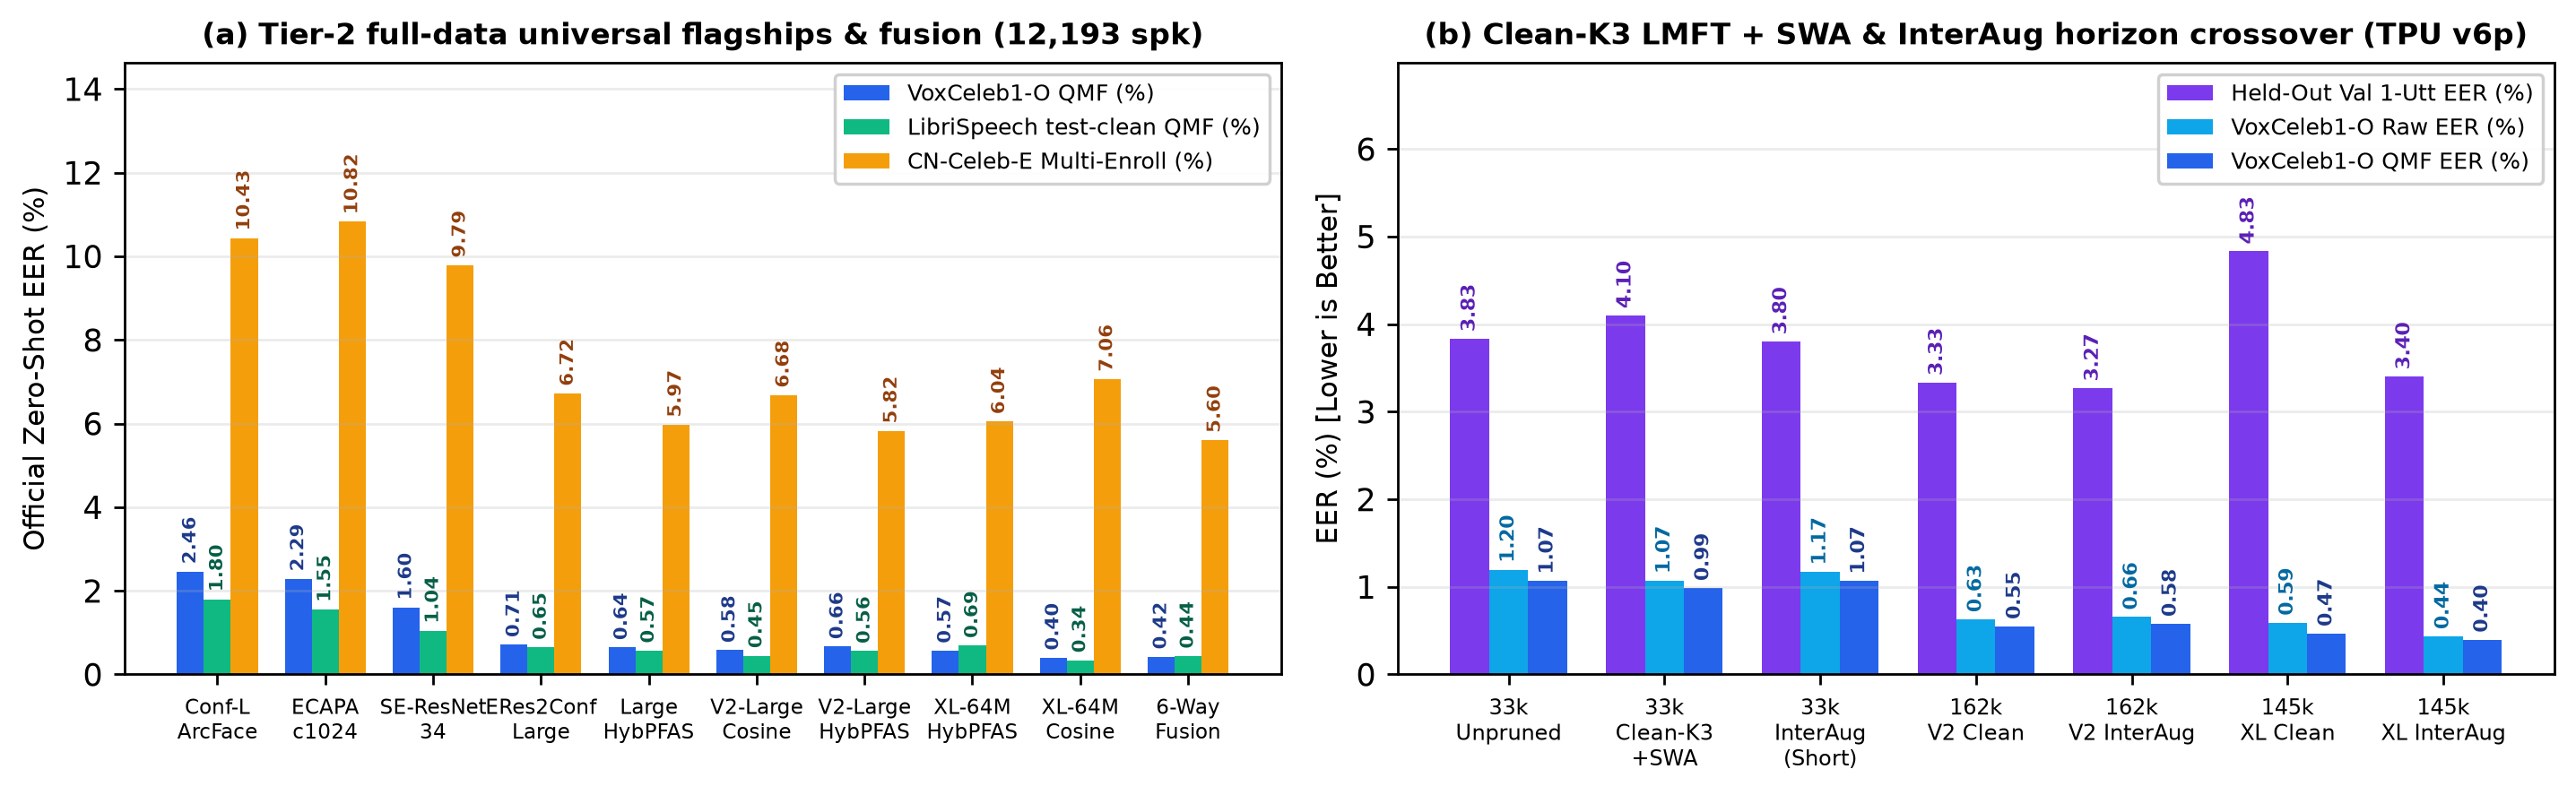 (a) Tier-2 full-data universal flagships & fusion (12,193 spk)
Official Zero-Shot EER (%)
14
12
10
8
6
4
2
0
VoxCeleb1-O QMF (%)
LibriSpeech test-clean QMF (%)
CN-Celeb-E Multi-Enroll (%)
2.46
1.80
10.43
2.29
1.55
10.82
1.60
1.04
9.79
0.71
0.65
6.72
0.64
0.57
5.97
0.58
0.45
6.68
0.66
0.56
5.82
0.57
0.69
6.04
0.40
0.34
7.06
0.42
0.44
5.60
Conf-L
ArcFace
ECAPA
c1024
SE-ResNet
34
ERes2Conf
Large
Large
HybPFAS
V2-Large
Cosine
V2-Large
HybPFAS
XL-64M
HybPFAS
XL-64M
Cosine
6-Way
Fusion
(b) Clean-K3 LMFT + SWA & InterAug horizon crossover (TPU v6p)
EER (%) [Lower is Better]
6
5
4
3
2
1
0
Held-Out Val 1-Utt EER (%)
VoxCeleb1-O Raw EER (%)
VoxCeleb1-O QMF EER (%)
3.83
1.20
1.07
4.10
1.07
0.99
3.80
1.17
1.07
3.33
0.63
0.55
3.27
0.66
0.58
4.83
0.59
0.47
3.40
0.44
0.40
33k
Unpruned
33k
Clean-K3
+SWA
33k
InterAug
(Short)
162k
V2 Clean
162k
V2 InterAug
145k
XL Clean
145k
XL InterAug